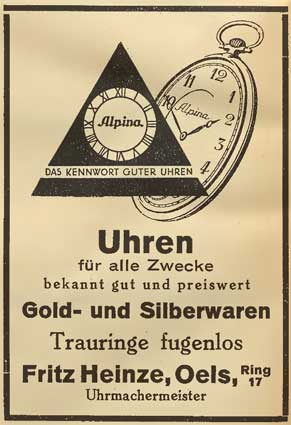 Alpina
DAS KENNWORT GUTER UHREN
Alpina
Uhren
für alle Zwecke
bekannt gut und preiswert
Gold- und Silberwaren
Trauringe fugenlos
Fritz Heinze, Oels, Ring 17
Uhrmachermeister